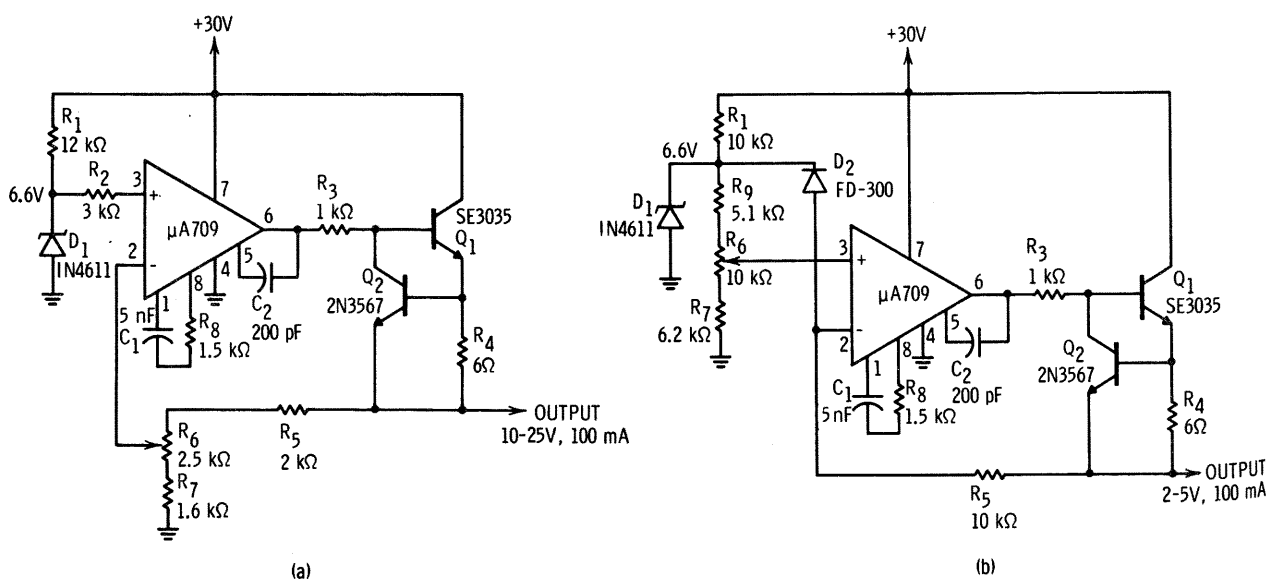 +30V
R1
12 kΩ
6.6V
R2
3 kΩ
D1
IN4611
3
+
2
-
μA709
7
6
5
4
8
1
5 nF
C1
R8
1.5 kΩ
C2
200 pF
R3
1 kΩ
SE3035
Q1
Q2
2N3567
R4
6Ω
OUTPUT
10-25V, 100 mA
R5
2 kΩ
R6
2.5 kΩ
R7
1.6 kΩ
(a)
+30V
R1
10 kΩ
6.6V
D2
FD-300
D1
IN4611
R9
5.1 kΩ
R6
10 kΩ
R7
6.2 kΩ
3
+
2
-
μA709
7
6
5
4
8
1
C1
5 nF
R8
1.5 kΩ
C2
200 pF
R3
1 kΩ
Q1
SE3035
Q2
2N3567
R4
6Ω
OUTPUT
2-5V, 100 mA
R5
10 kΩ
(b)